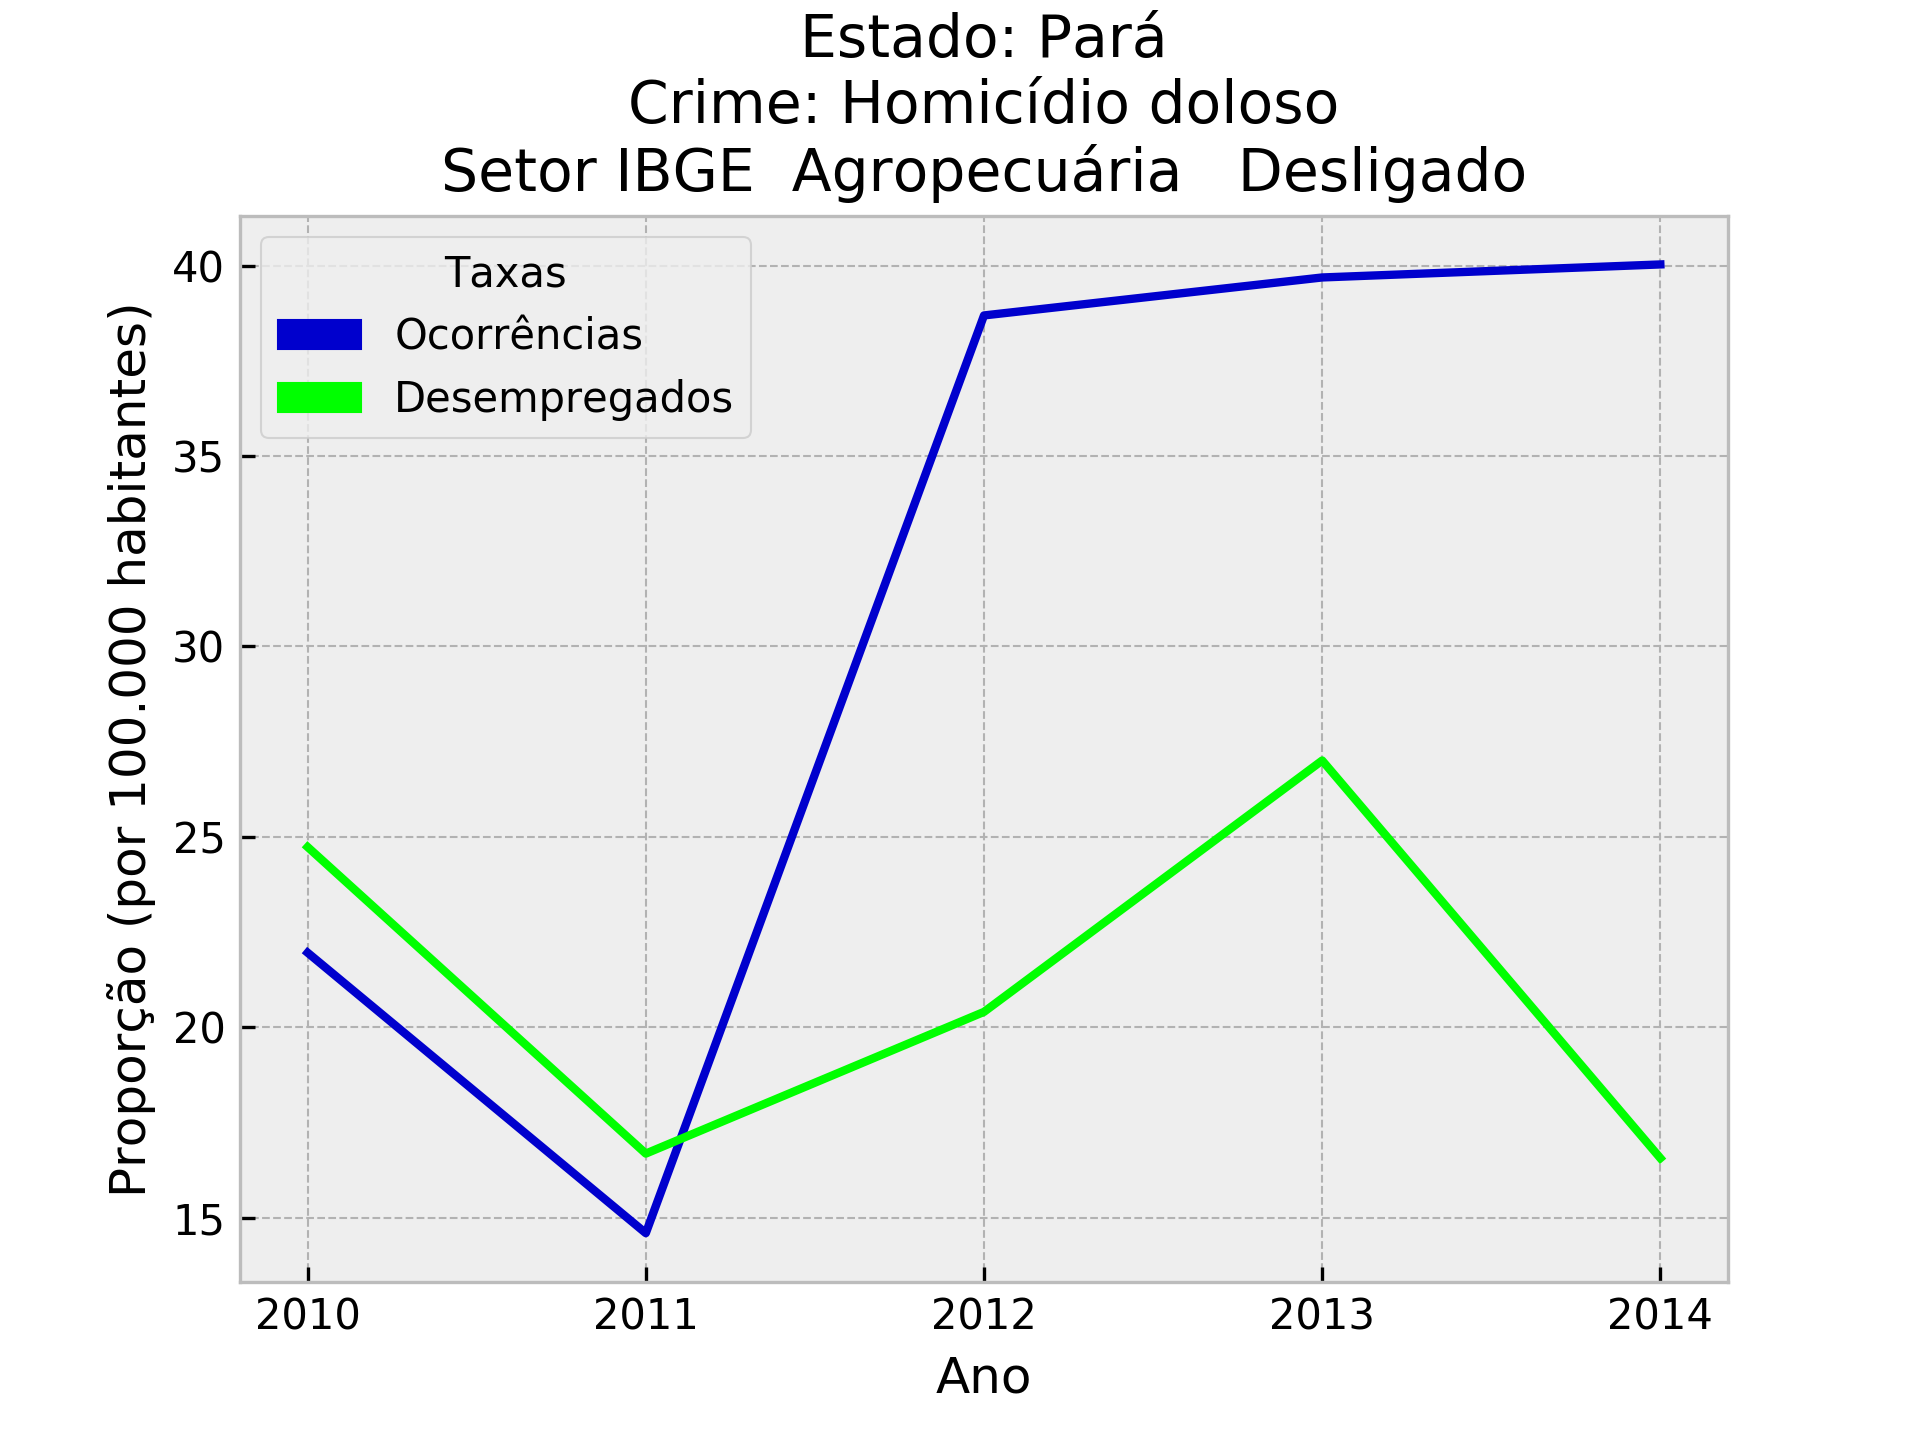 Estado: Pará
Crime: Homicídio doloso
Setor IBGE  Agropecuária   Desligado
Taxas
Ocorrências
Desempregados
Proporção (por 100.000 habitantes)
40
35
30
25
20
15
2010 2011 2012 2013 2014
Ano